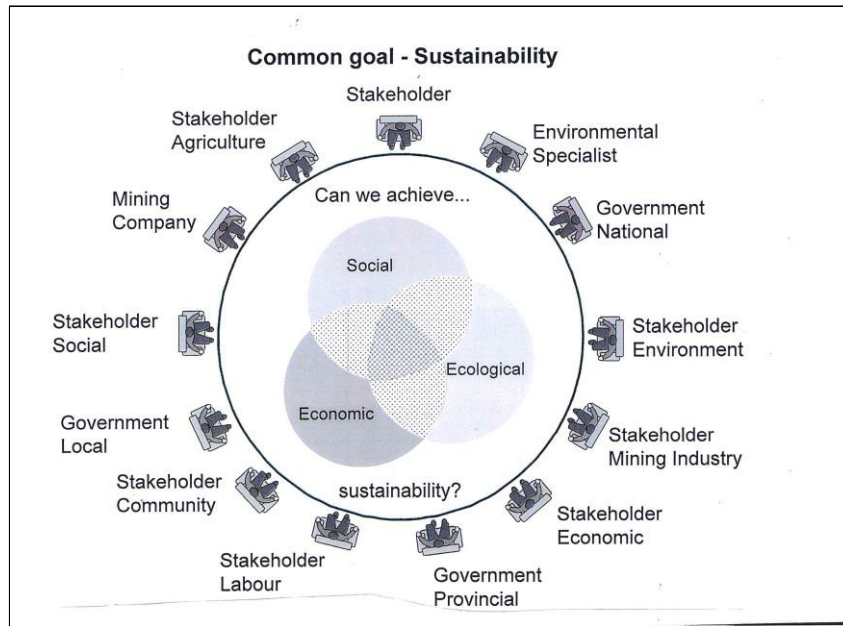 Common goal - Sustainability
Stakeholder
Stakeholder
Agriculture
Environmental
Specialist
Mining
Company
Can we achieve...
Government
National
Social
Stakeholder
Social
Stakeholder
Environment
Ecological
Economic
Government
Local
Stakeholder
Mining Industry
Stakeholder
Community
sustainability?
Stakeholder
Economic
Stakeholder
Labour
Government
Provincial